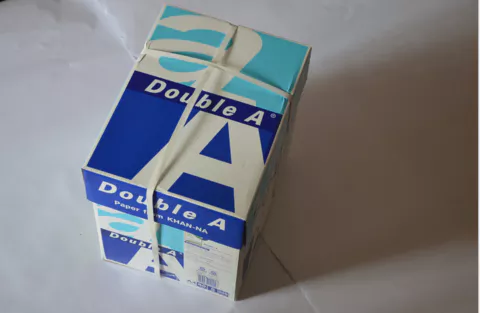 a
Double A®
A
Double A
Paper from KHAN-NA
Double A